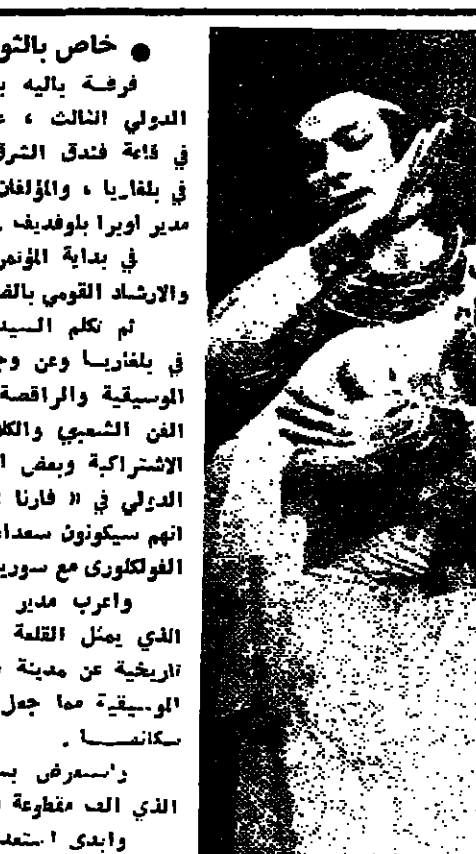 ● خاص بالثو
فرقة باليه ب
الدولي الثالث ، ع
في قاعة فندق الشرق
في بلغاريا ، والمؤلفان
مدير اوبرا بلوفديف .
في بداية المؤتمر
والارشاد القومي بالف
ثم تكلم السيد
في بلغاريا وعن وج
الموسيقية والراقصة
الفن الشعبي والكلا
الاشتراكية وبعض ا
الدولي في « فارنا
انهم سيكونون سعدا
الفولكلورى مع سوري
واعرب مدير
الذي يمثل القلعة
تاريخية عن مدينة
الموسيقية مما جعل
سكانها .
واستعرض بس
الذي الف مقطوعة
وابدى استعد